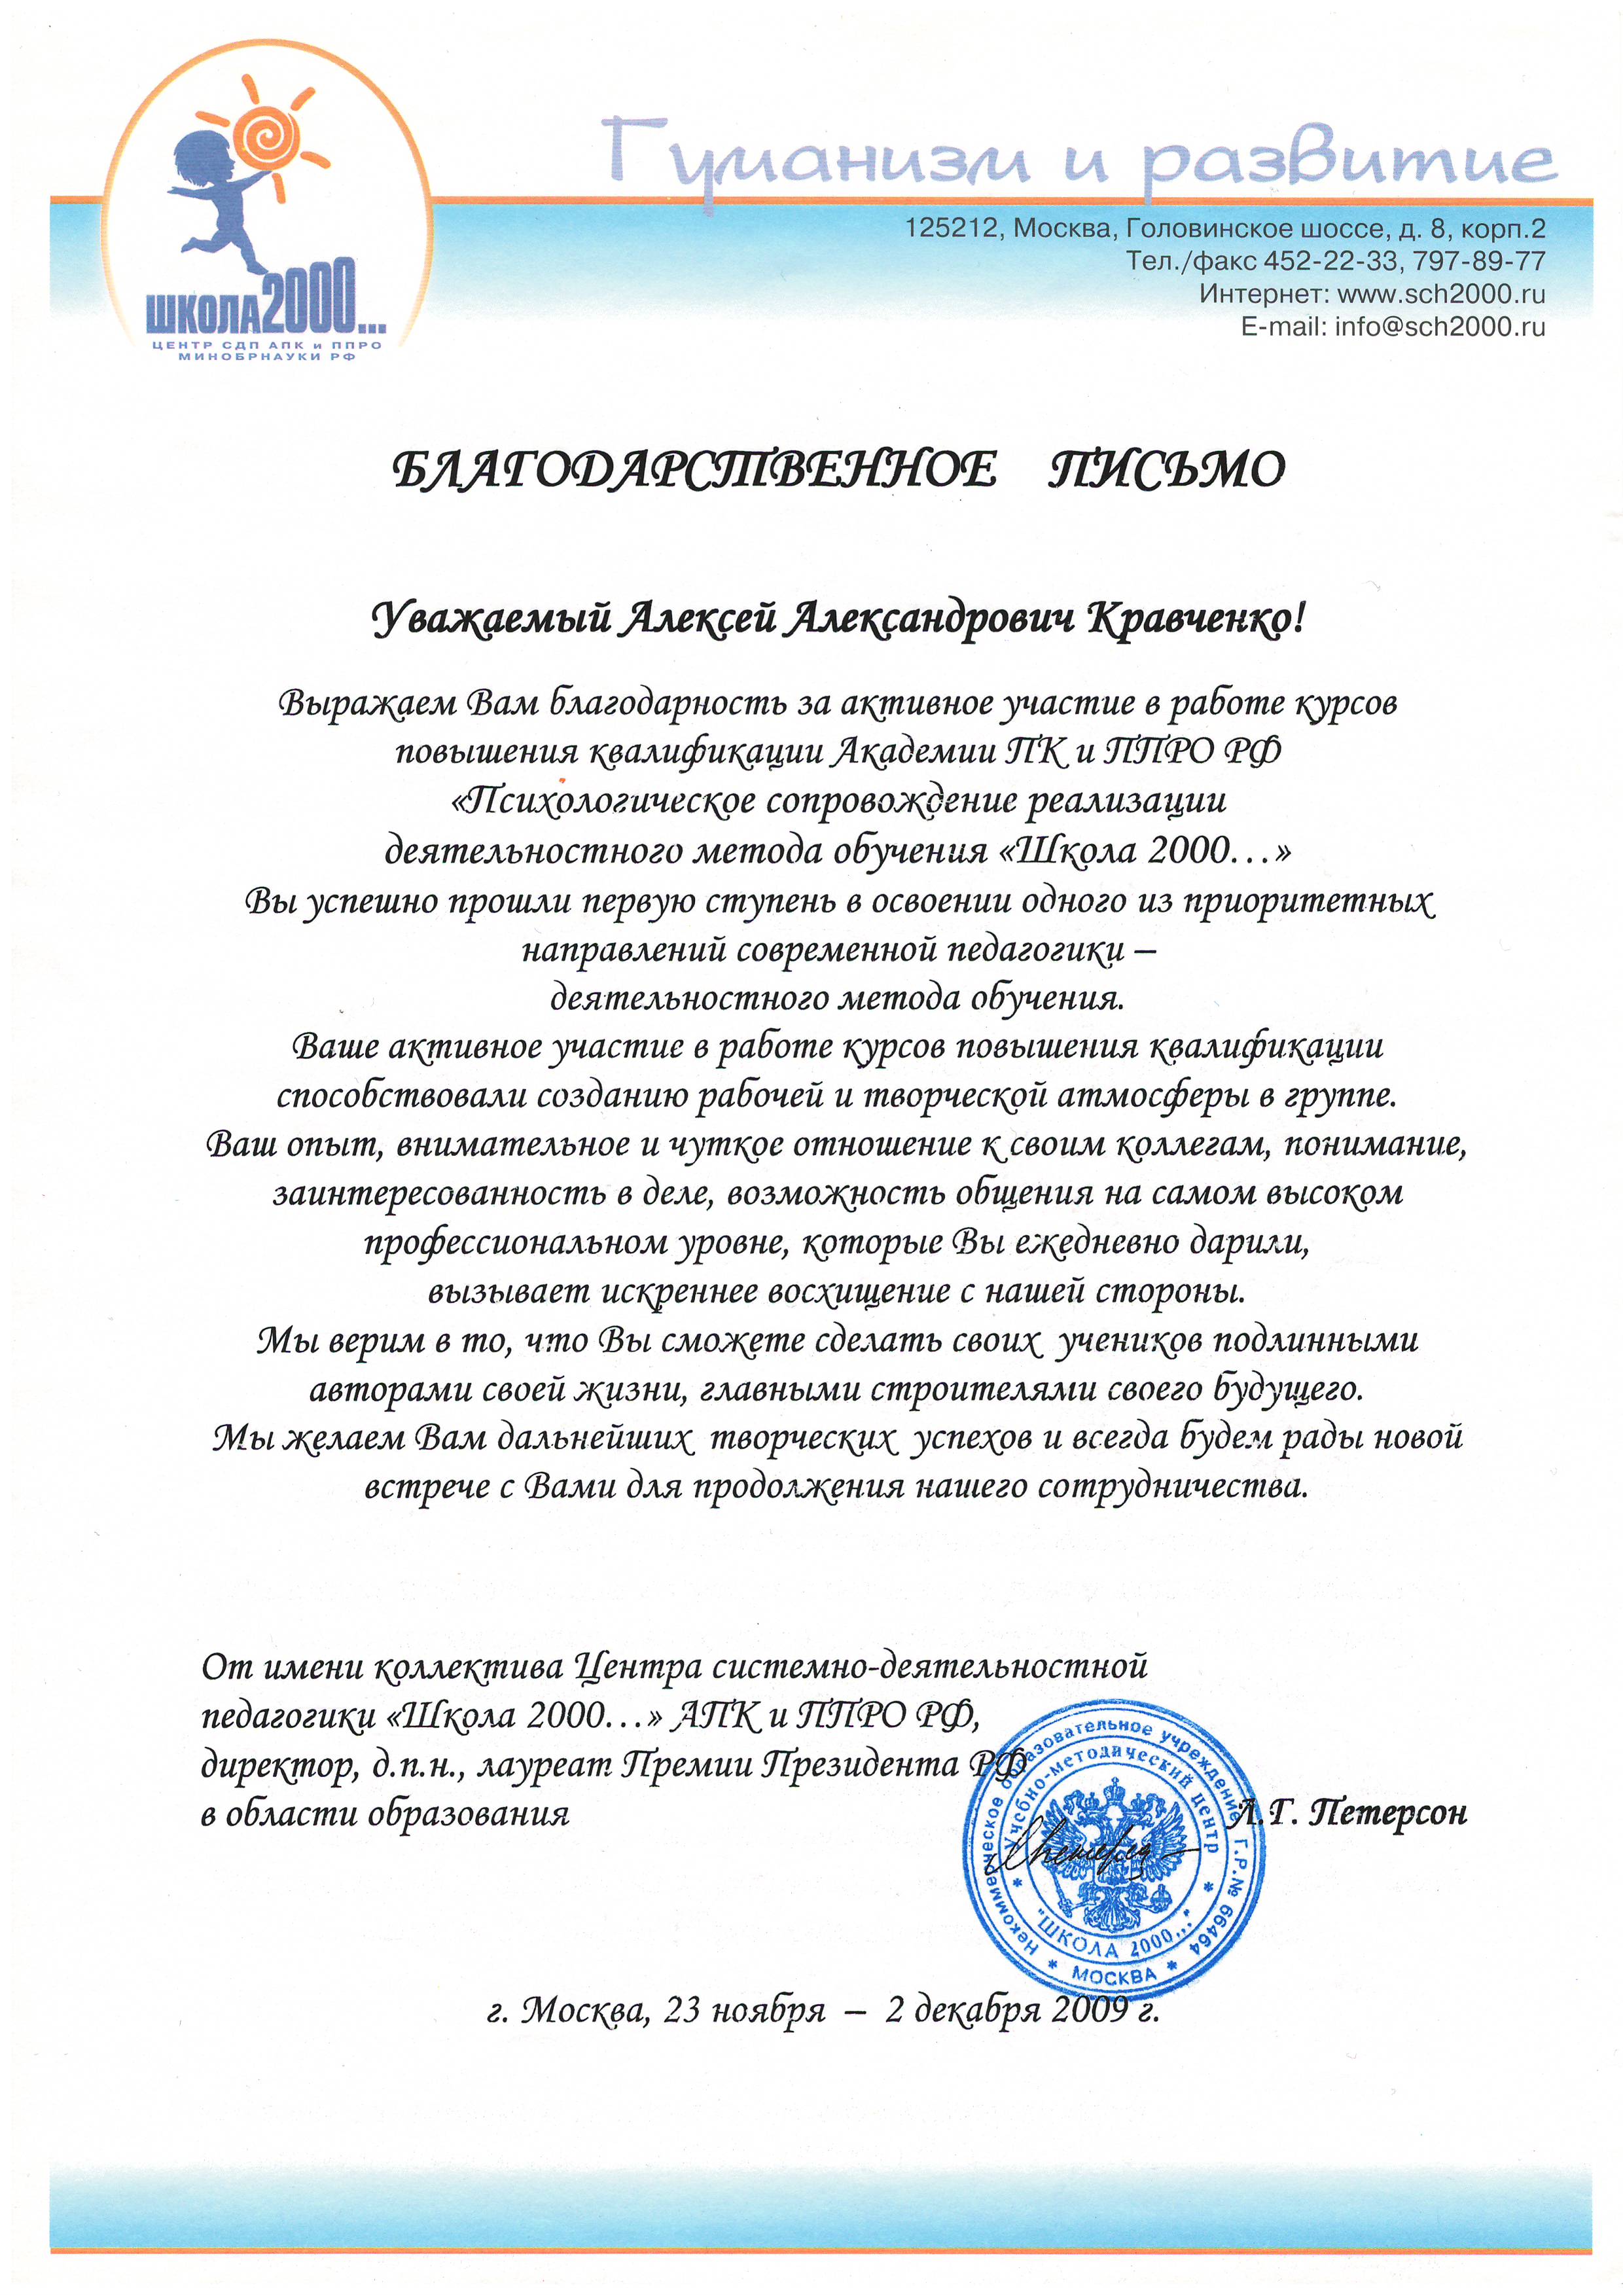 Гуманизм и развитие
125212, Москва, Головинское шоссе, д. 8, корп.2
Тел./факс 452-22-33, 797-89-77
Интернет: www.sch2000.ru
E-mail: info@sch2000.ru
ШКОЛА 2000...
ЦЕНТР СДП АПК и ППРО
МИНОБРНАУКИ РФ
БЛАГОДАРСТВЕННОЕ ПИСЬМО
Уважаемый Алексей Александрович Кравченко!
Выражаем Вам благодарность за активное участие в работе курсов
повышения квалификации Академии ПК и ППРО РФ
«Психологическое сопровождение реализации
деятельностного метода обучения «Школа 2000…»
Вы успешно прошли первую ступень в освоении одного из приоритетных
направлений современной педагогики –
деятельностного метода обучения.
Ваше активное участие в работе курсов повышения квалификации
способствовали созданию рабочей и творческой атмосферы в группе.
Ваш опыт, внимательное и чуткое отношение к своим коллегам, понимание,
заинтересованность в деле, возможность общения на самом высоком
профессиональном уровне, которые Вы ежедневно дарили,
вызывает искреннее восхищение с нашей стороны.
Мы верим в то, что Вы сможете сделать своих учеников подлинными
авторами своей жизни, главными строителями своего будущего.
Мы желаем Вам дальнейших творческих успехов и всегда будем рады новой
встрече с Вами для продолжения нашего сотрудничества.
От имени коллектива Центра системно-деятельностной
педагогики «Школа 2000…» АПК и ППРО РФ,
директор, д.п.н., лауреат Премии Президента РФ
в области образования
Л.Г. Петерсон
Некоммерческое образовательное учреждение Г.Р.№ 66464
* МОСКВА *
* Учебно-методический центр *
"ШКОЛА 2000..."
г. Москва, 23 ноября – 2 декабря 2009 г.